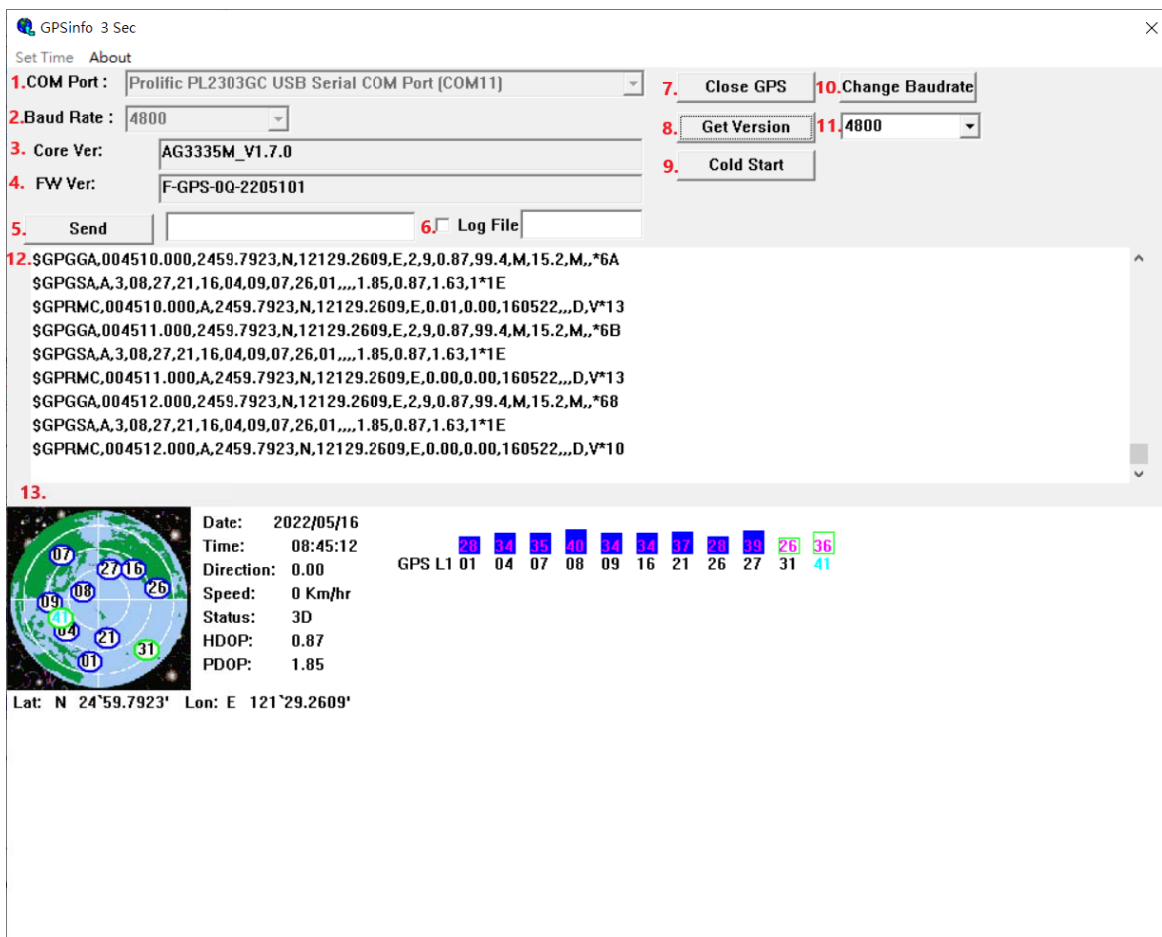 GPSinfo 3 Sec
Set Time About
1.COM Port : Prolific PL2303GC USB Serial COM Port (COM11) 7. Close GPS 10.Change Baudrate
2.Baud Rate : 4800 8. Get Version 11.4800
3. Core Ver: AG3335M_V1.7.0 9. Cold Start
4. FW Ver: F-GPS-0Q-2205101
5. Send 6. Log File
12.$GPGGA,004510.000,2459.7923,N,12129.2609,E,2,9,0.87,99.4,M,15.2,M,,*6A
$GPGSA,A,3,08,27,21,16,04,09,07,26,01,,,,1.85,0.87,1.63,1*1E
$GPRMC,004510.000,A,2459.7923,N,12129.2609,E,0.01,0.00,160522,,,D,V*13
$GPGGA,004511.000,2459.7923,N,12129.2609,E,2,9,0.87,99.4,M,15.2,M,,*6B
$GPGSA,A,3,08,27,21,16,04,09,07,26,01,,,,1.85,0.87,1.63,1*1E
$GPRMC,004511.000,A,2459.7923,N,12129.2609,E,0.00,0.00,160522,,,D,V*13
$GPGGA,004512.000,2459.7923,N,12129.2609,E,2,9,0.87,99.4,M,15.2,M,,*68
$GPGSA,A,3,08,27,21,16,04,09,07,26,01,,,,1.85,0.87,1.63,1*1E
$GPRMC,004512.000,A,2459.7923,N,12129.2609,E,0.00,0.00,160522,,,D,V*10
13.
07
27 16
08 26
09
41
04 21
31
01
Date: 2022/05/16
Time: 08:45:12
Direction: 0.00
Speed: 0 Km/hr
Status: 3D
HDOP: 0.87
PDOP: 1.85
28 34 35 40 34 34 37 28 39 26 36
GPS L1 01 04 07 08 09 16 21 26 27 31 41
Lat: N 24`59.7923' Lon: E 121`29.2609'